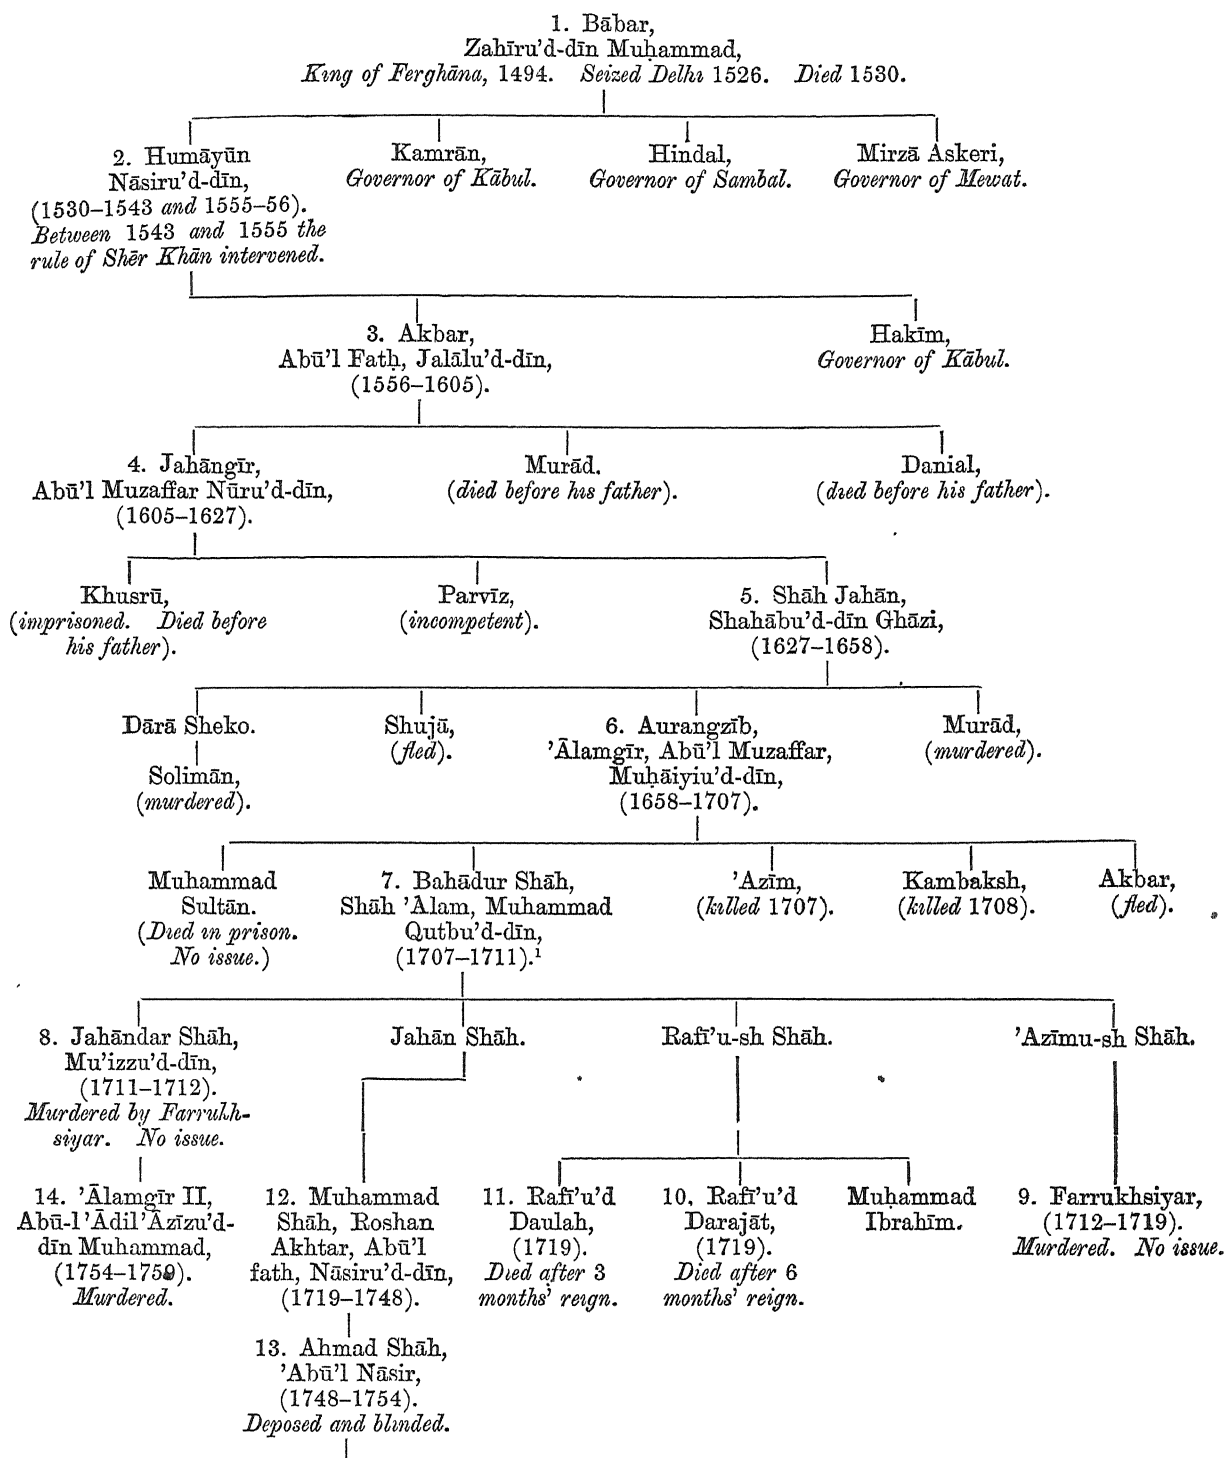 1. Bābar,
Zahīru’d-dīn Muḥammad,
King of Ferghāna, 1494. Seized Delhi 1526. Died 1530.
2. Humāyūn
Nāsiru’d-dīn,
(1530–1543 and 1555–56).
Between 1543 and 1555 the
rule of Shēr Khān intervened.
Kamrān,
Governor of Kābul.
Hindal,
Governor of Sambal.
Mirzā Askeri,
Governor of Mewat.
3. Akbar,
Abū’l Fatḥ, Jalālu’d-dīn,
(1556–1605).
Hakīm,
Governor of Kābul.
4. Jahāngīr,
Abū’l Muzaffar Nūru’d-dīn,
(1605–1627).
Murād.
(died before his father).
Danial,
(died before his father).
Khusrū,
(imprisoned. Died before
his father).
Parvīz,
(incompetent).
5. Shāh Jahān,
Shahābu’d-dīn Ghāzi,
(1627–1658).
Dārā Sheko.
Solimān,
(murdered).
Shujā,
(fled).
6. Aurangzīb,
’Ālamgīr, Abū’l Muzaffar,
Muḥāiyiu’d-dīn,
(1658–1707).
Murād,
(murdered).
Muhammad
Sultān.
(Died in prison.
No issue.)
7. Bahādur Shāh,
Shāh ’Ālam, Muhammad
Qutbu’d-dīn,
(1707–1711).¹
’Azīm,
(killed 1707).
Kambaksh,
(killed 1708).
Akbar,
(fled).
8. Jahāndar Shāh,
Mu’izzu’d-dīn,
(1711–1712).
Murdered by Farrukh-
siyar. No issue.
Jahān Shāh.
Rafī’u-sh Shāh.
’Azīmu-sh Shāh.
14. ’Ālamgīr II,
Abū-l ’Ādil ’Azīzu’d-
dīn Muhammad,
(1754–1759).
Murdered.
12. Muhammad
Shāh, Roshan
Akhtar, Abū’l
fath, Nāsiru’d-dīn,
(1719–1748).
11. Rafī’u’d
Daulah,
(1719).
Died after 3
months’ reign.
10. Rafī’u’d
Darajāt,
(1719).
Died after 6
months’ reign.
Muḥammad
Ibrahīm.
9. Farrukhsiyar,
(1712–1719).
Murdered. No issue.
13. Ahmad Shāh,
’Abū’l Nāsir,
(1748–1754).
Deposed and blinded.